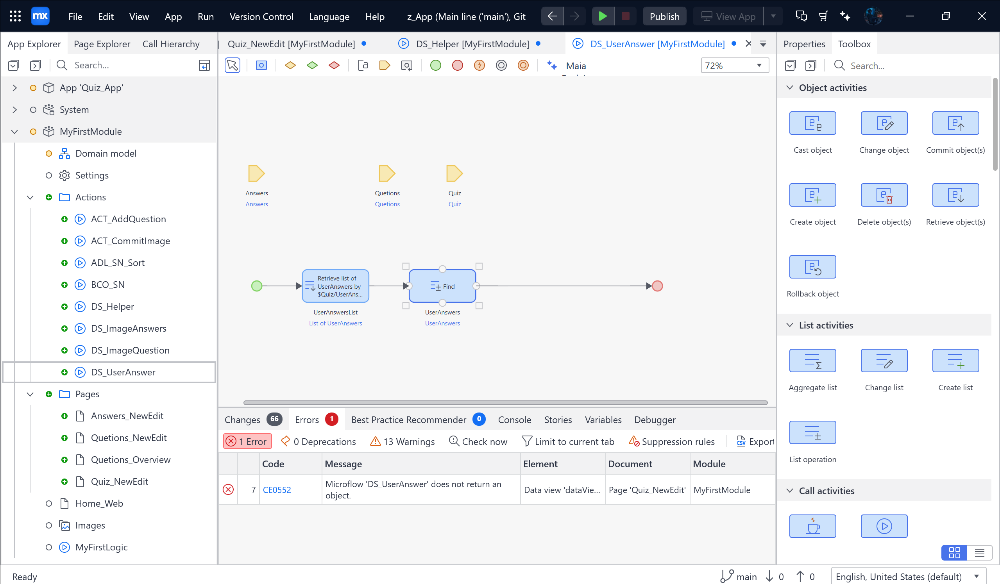 mx
File Edit View App Run Version Control Language Help z_App (Main line ('main'), Git Publish View App
App Explorer Page Explorer Call Hierarchy
Search...
App 'Quiz_App'
System
MyFirstModule
Domain model
Settings
Actions
ACT_AddQuestion
ACT_CommitImage
ADL_SN_Sort
BCO_SN
DS_Helper
DS_ImageAnswers
DS_ImageQuestion
DS_UserAnswer
Pages
Answers_NewEdit
Quetions_NewEdit
Quetions_Overview
Quiz_NewEdit
Home_Web
Images
MyFirstLogic
Quiz_NewEdit [MyFirstModule] DS_Helper [MyFirstModule] DS_UserAnswer [MyFirstModule]
Maia
72%
Answers
Answers
Quetions
Quetions
Quiz
Quiz
Retrieve list of
UserAnswers by
$Quiz/UserAns...
UserAnswersList
List of UserAnswers
Find
UserAnswers
UserAnswers
Changes 66 Errors 1 Best Practice Recommender 0 Console Stories Variables Debugger
1 Error 0 Deprecations 13 Warnings Check now Limit to current tab Suppression rules CSV Export
Code Message Element Document Module
7 CE0552 Microflow 'DS_UserAnswer' does not return an
object.
Data view 'dataVie... Page 'Quiz_NewEdit' MyFirstModule
Properties Toolbox
Search...
Object activities
Cast object Change object Commit object(s)
Create object Delete object(s) Retrieve object(s)
Rollback object
List activities
Aggregate list Change list Create list
List operation
Call activities
Ready
main 0 0 English, United States (default)